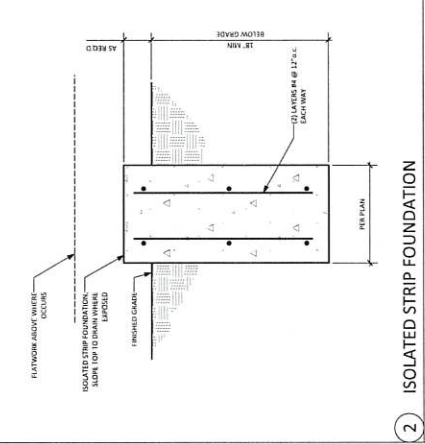 FLATWORK ABOVE WHERE
OCCURS
ISOLATED STRIP FOUNDATION,
SLOPE TOP TO DRAIN WHERE
EXPOSED
FINISHED GRADE
AS REQ'D
18" MIN
BELOW GRADE
(2) LAYERS #4 @ 12"o.c.
EACH WAY
PER PLAN
2
ISOLATED STRIP FOUNDATION